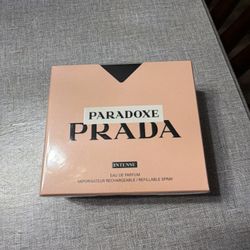 PARADOXE
PRADA
INTENSE
EAU DE PARFUM
VAPORISATEUR RECHARGEABLE / REFILLABLE SPRAY